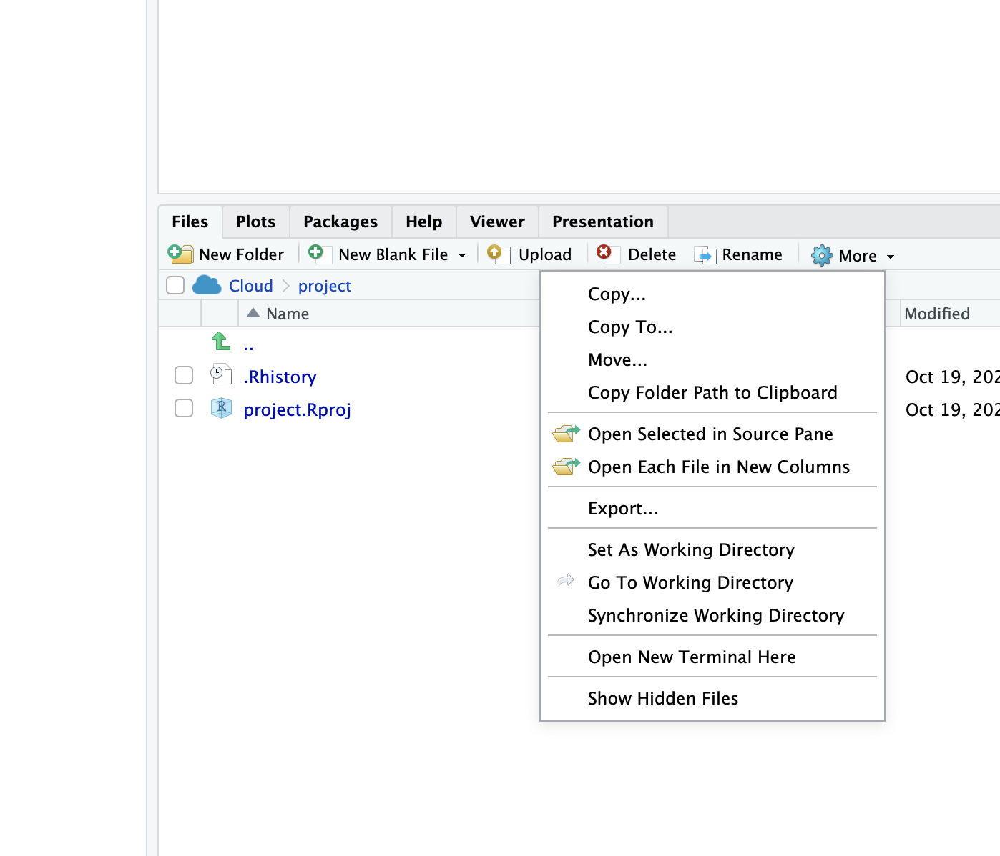 Files Plots Packages Help Viewer Presentation
New Folder New Blank File Upload Delete Rename More
Cloud project
Name Modified
..
.Rhistory Oct 19, 202
project.Rproj Oct 19, 202
Copy...
Copy To...
Move...
Copy Folder Path to Clipboard
Open Selected in Source Pane
Open Each File in New Columns
Export...
Set As Working Directory
Go To Working Directory
Synchronize Working Directory
Open New Terminal Here
Show Hidden Files